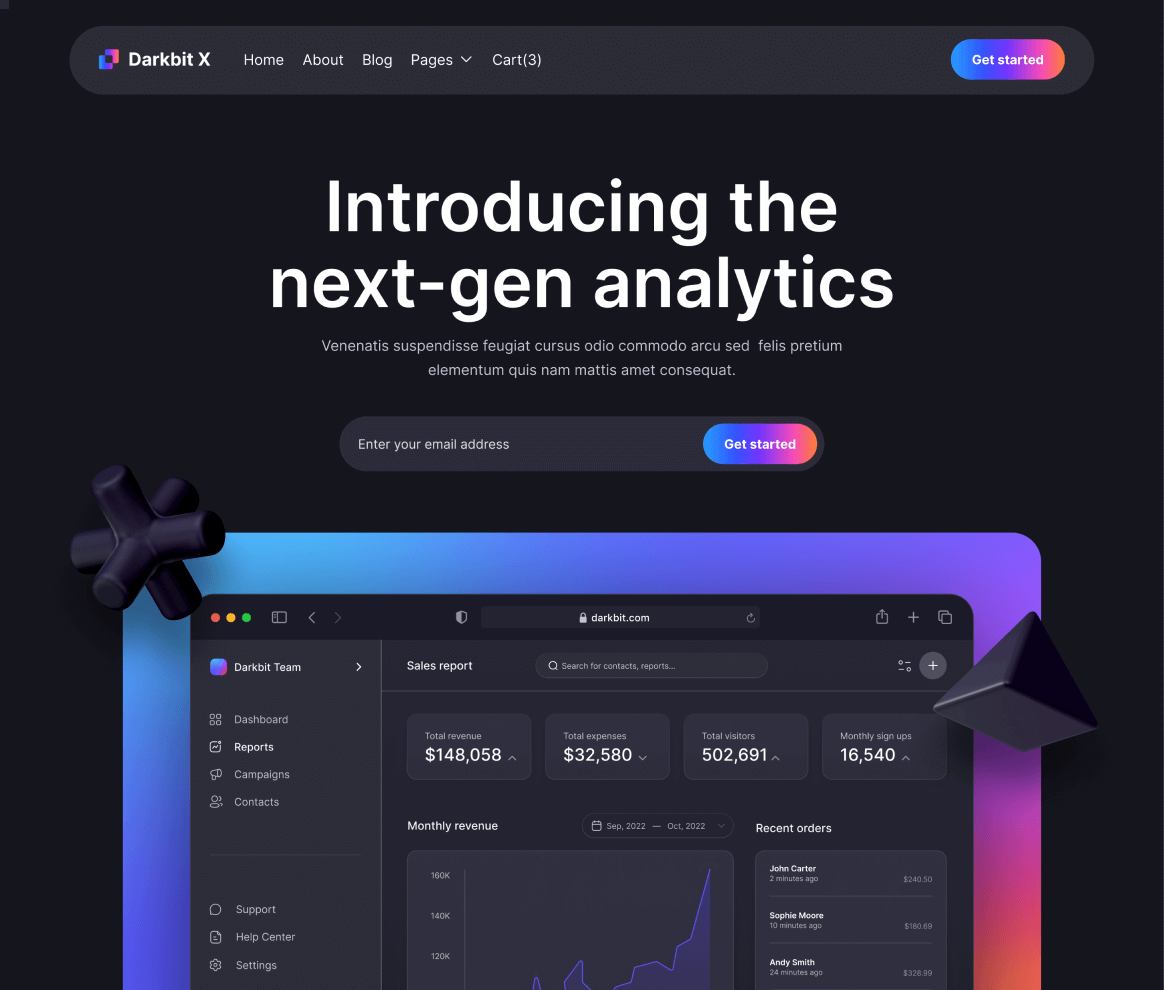 Darkbit X
Home
About
Blog
Pages
Cart(3)
Get started
Introducing the
next-gen analytics
Venenatis suspendisse feugiat cursus odio commodo arcu sed  felis pretium
elementum quis nam mattis amet consequat.
Enter your email address
Get started
darkbit.com
Darkbit Team
Sales report
Search for contacts, reports...
Dashboard
Reports
Campaigns
Contacts
Support
Help Center
Settings
Total revenue
$148,058
Total expenses
$32,580
Total visitors
502,691
Monthly sign ups
16,540
Monthly revenue
Sep, 2022 — Oct, 2022
160K
140K
120K
Recent orders
John Carter
2 minutes ago
$240.50
Sophie Moore
10 minutes ago
$180.69
Andy Smith
24 minutes ago
$328.99